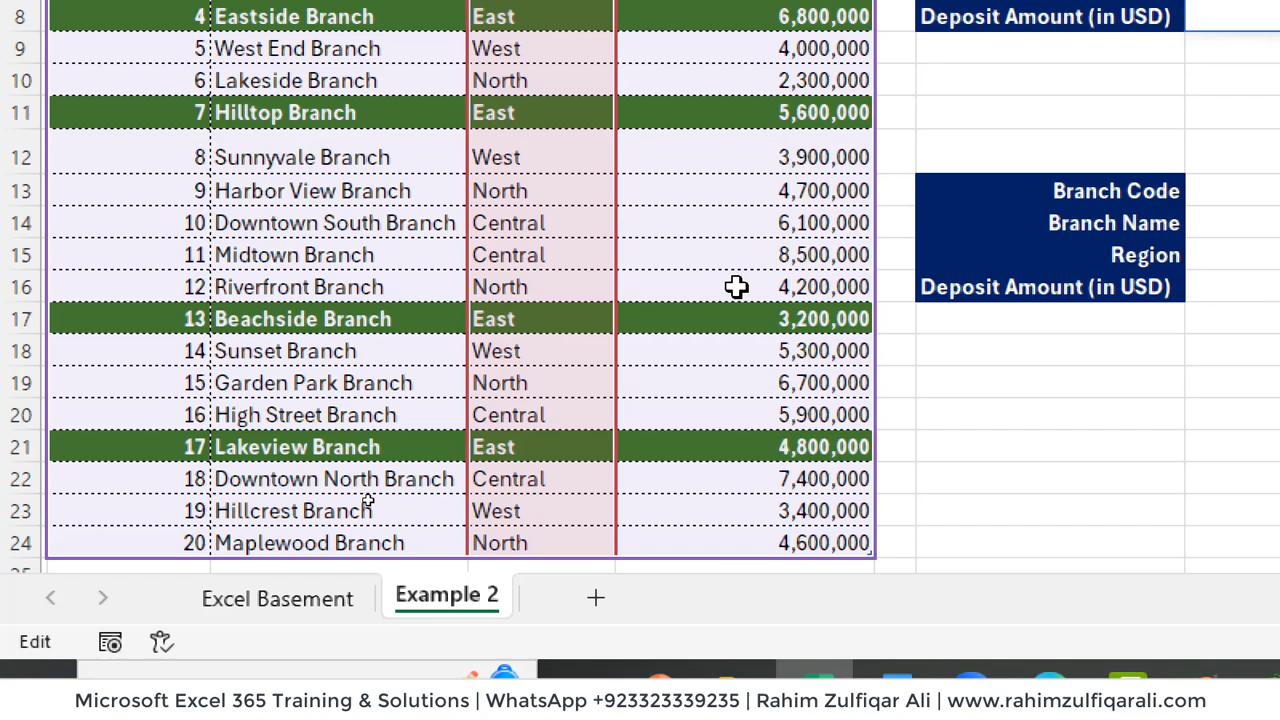 8 4 Eastside Branch East 6,800,000 Deposit Amount (in USD)
9 5 West End Branch West 4,000,000
10 6 Lakeside Branch North 2,300,000
11 7 Hilltop Branch East 5,600,000
12 8 Sunnyvale Branch West 3,900,000
13 9 Harbor View Branch North 4,700,000 Branch Code
14 10 Downtown South Branch Central 6,100,000 Branch Name
15 11 Midtown Branch Central 8,500,000 Region
16 12 Riverfront Branch North 4,200,000 Deposit Amount (in USD)
17 13 Beachside Branch East 3,200,000
18 14 Sunset Branch West 5,300,000
19 15 Garden Park Branch North 6,700,000
20 16 High Street Branch Central 5,900,000
21 17 Lakeview Branch East 4,800,000
22 18 Downtown North Branch Central 7,400,000
23 19 Hillcrest Branch West 3,400,000
24 20 Maplewood Branch North 4,600,000
Excel Basement Example 2
Edit
Microsoft Excel 365 Training & Solutions | WhatsApp +923323339235 | Rahim Zulfiqar Ali | www.rahimzulfiqarali.com